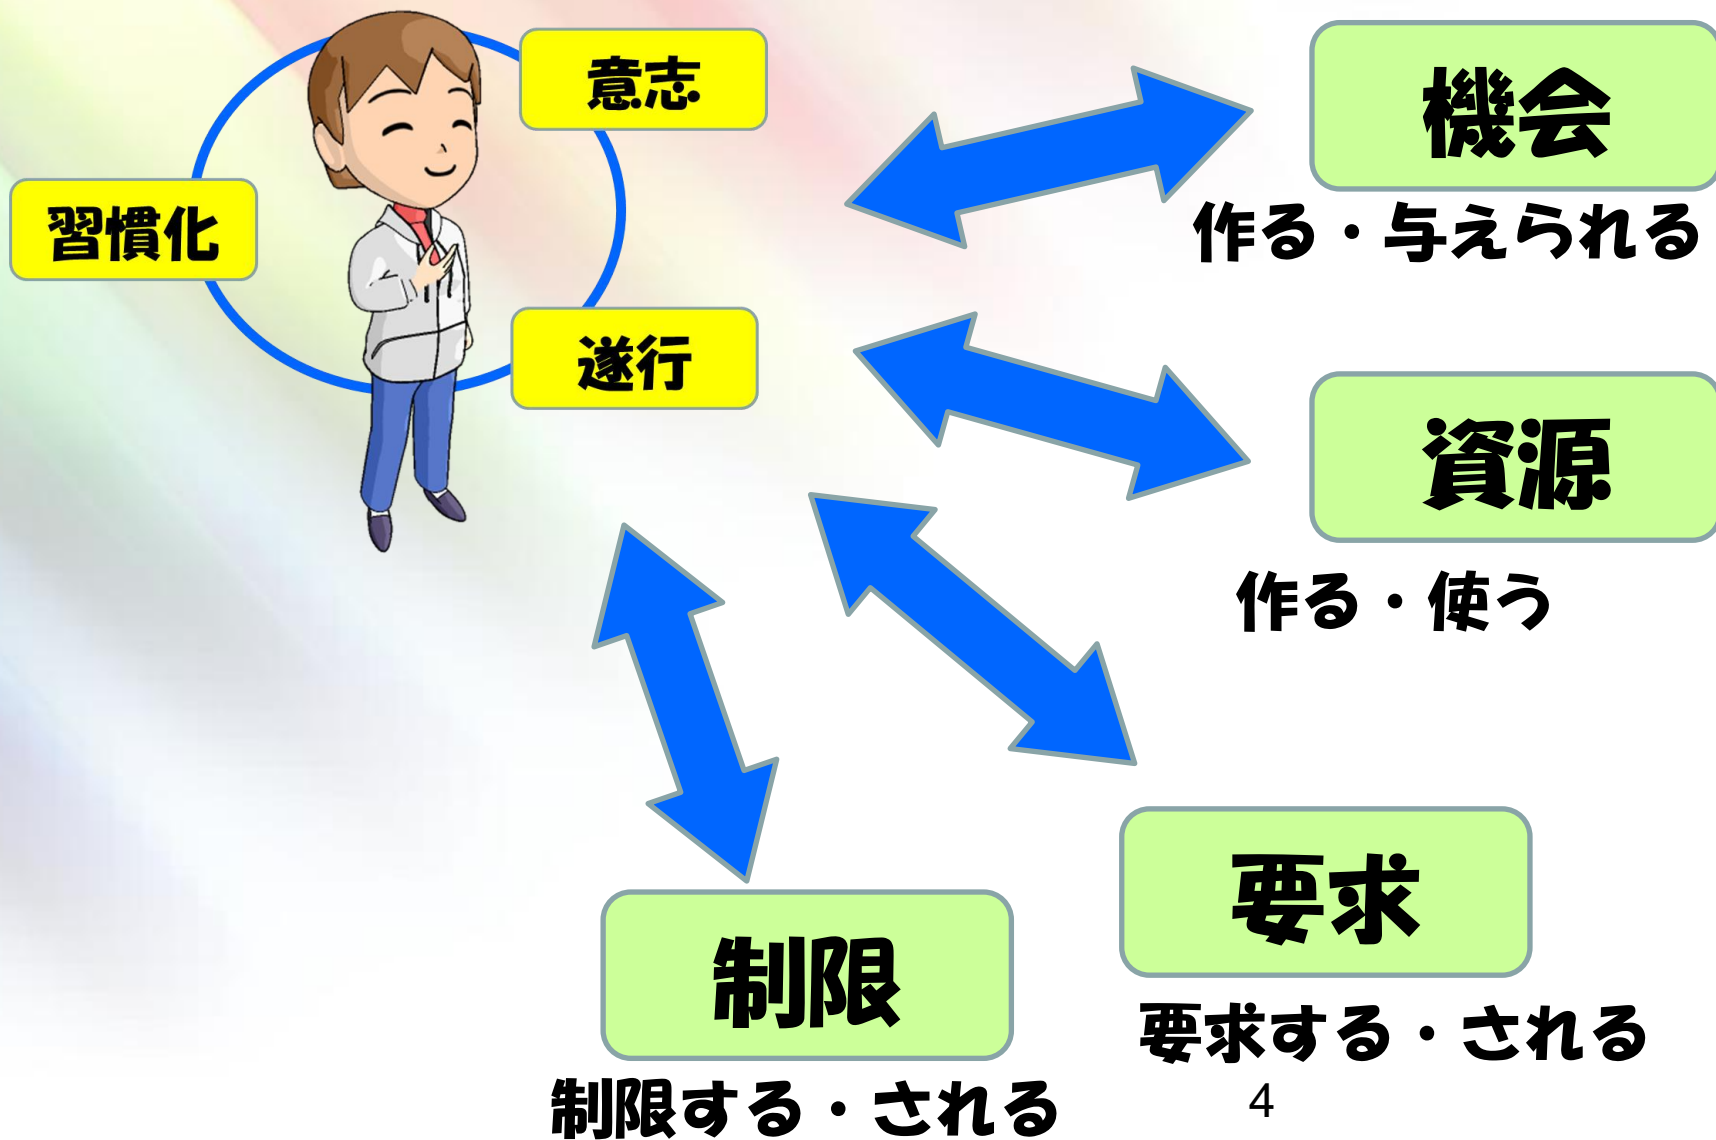 意志
習慣化
遂行
機会
作る・与えられる
資源
作る・使う
要求
要求する・される
制限
制限する・される
4